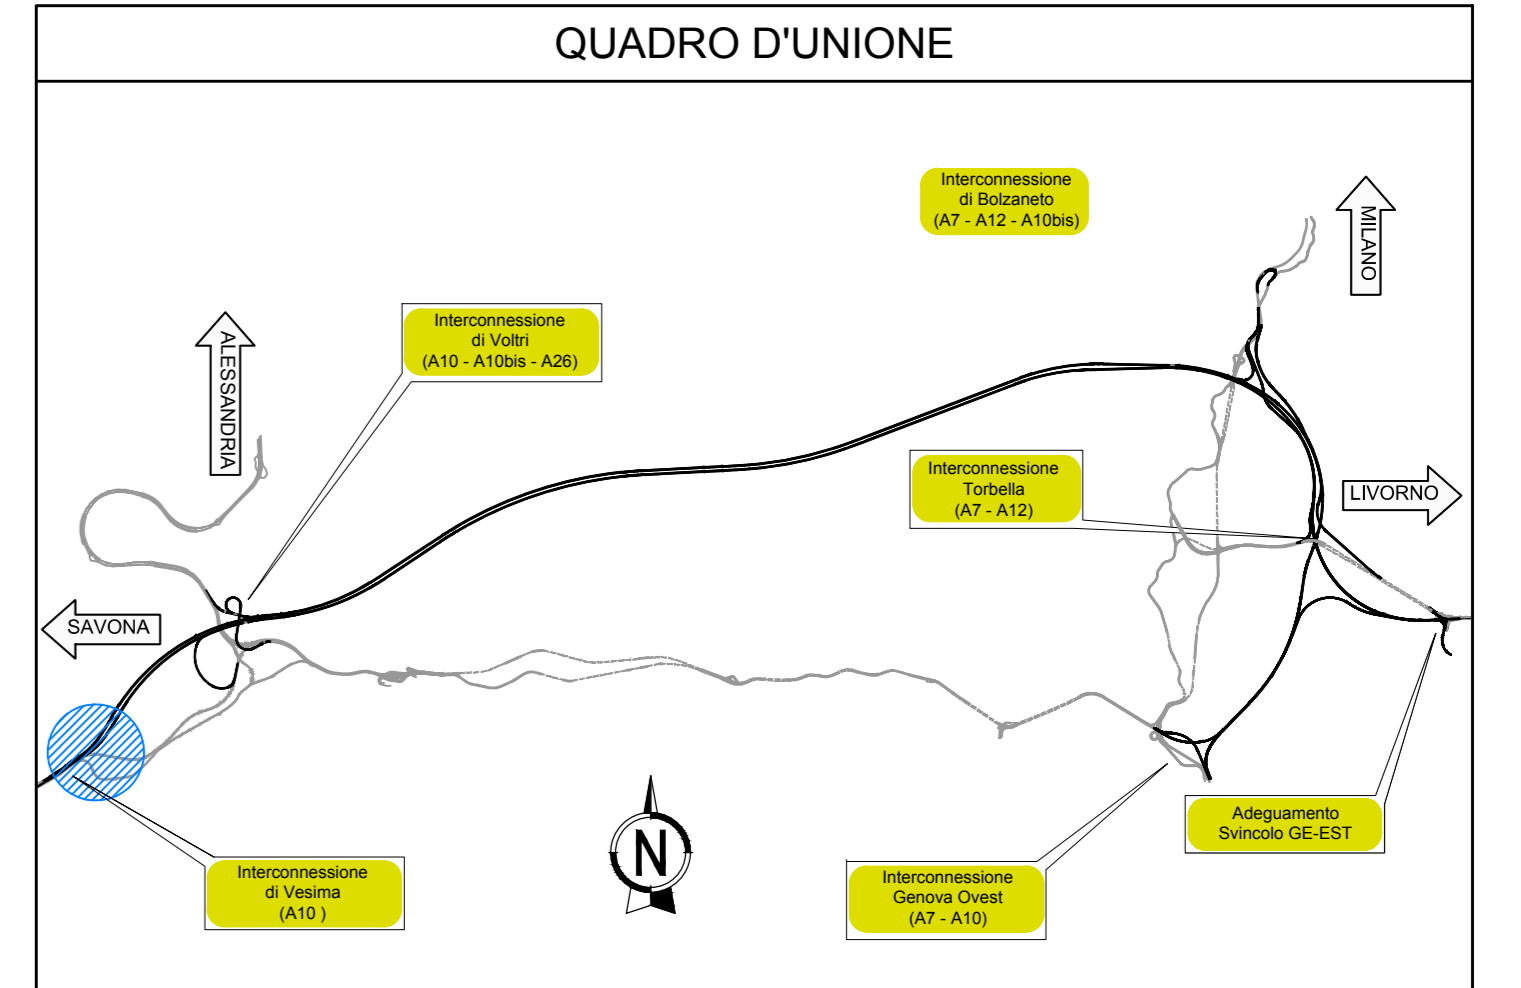 QUADRO D'UNIONE
Interconnessione
di Bolzaneto
(A7 - A12 - A10bis)
MILANO
Interconnessione
di Voltri
(A10 - A10bis - A26)
ALESSANDRIA
Interconnessione
Torbella
(A7 - A12)
LIVORNO
SAVONA
Adeguamento
Svincolo GE-EST
Interconnessione
di Vesima
(A10 )
N
Interconnessione
Genova Ovest
(A7 - A10)